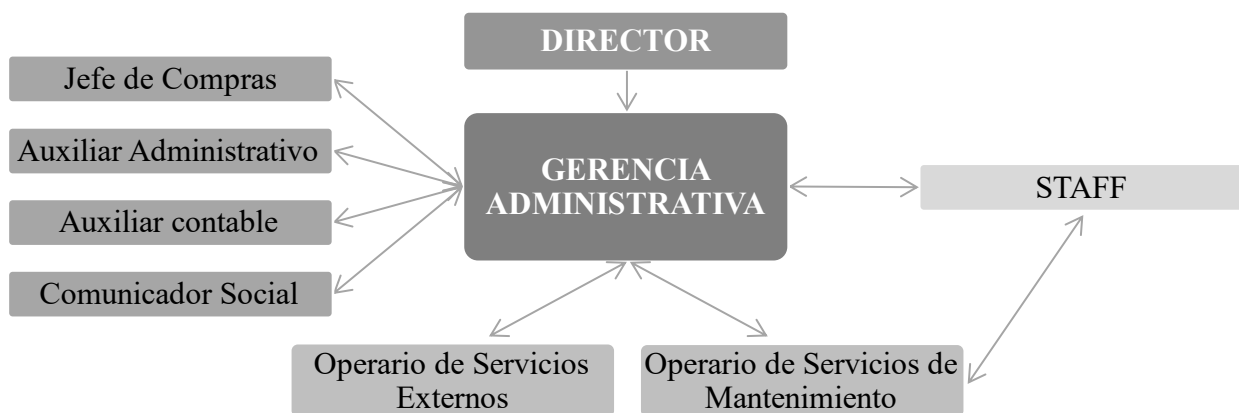 DIRECTOR
Jefe de Compras
Auxiliar Administrativo
Auxiliar contable
Comunicador Social
GERENCIA
ADMINISTRATIVA
STAFF
Operario de Servicios
Externos
Operario de Servicios de
Mantenimiento